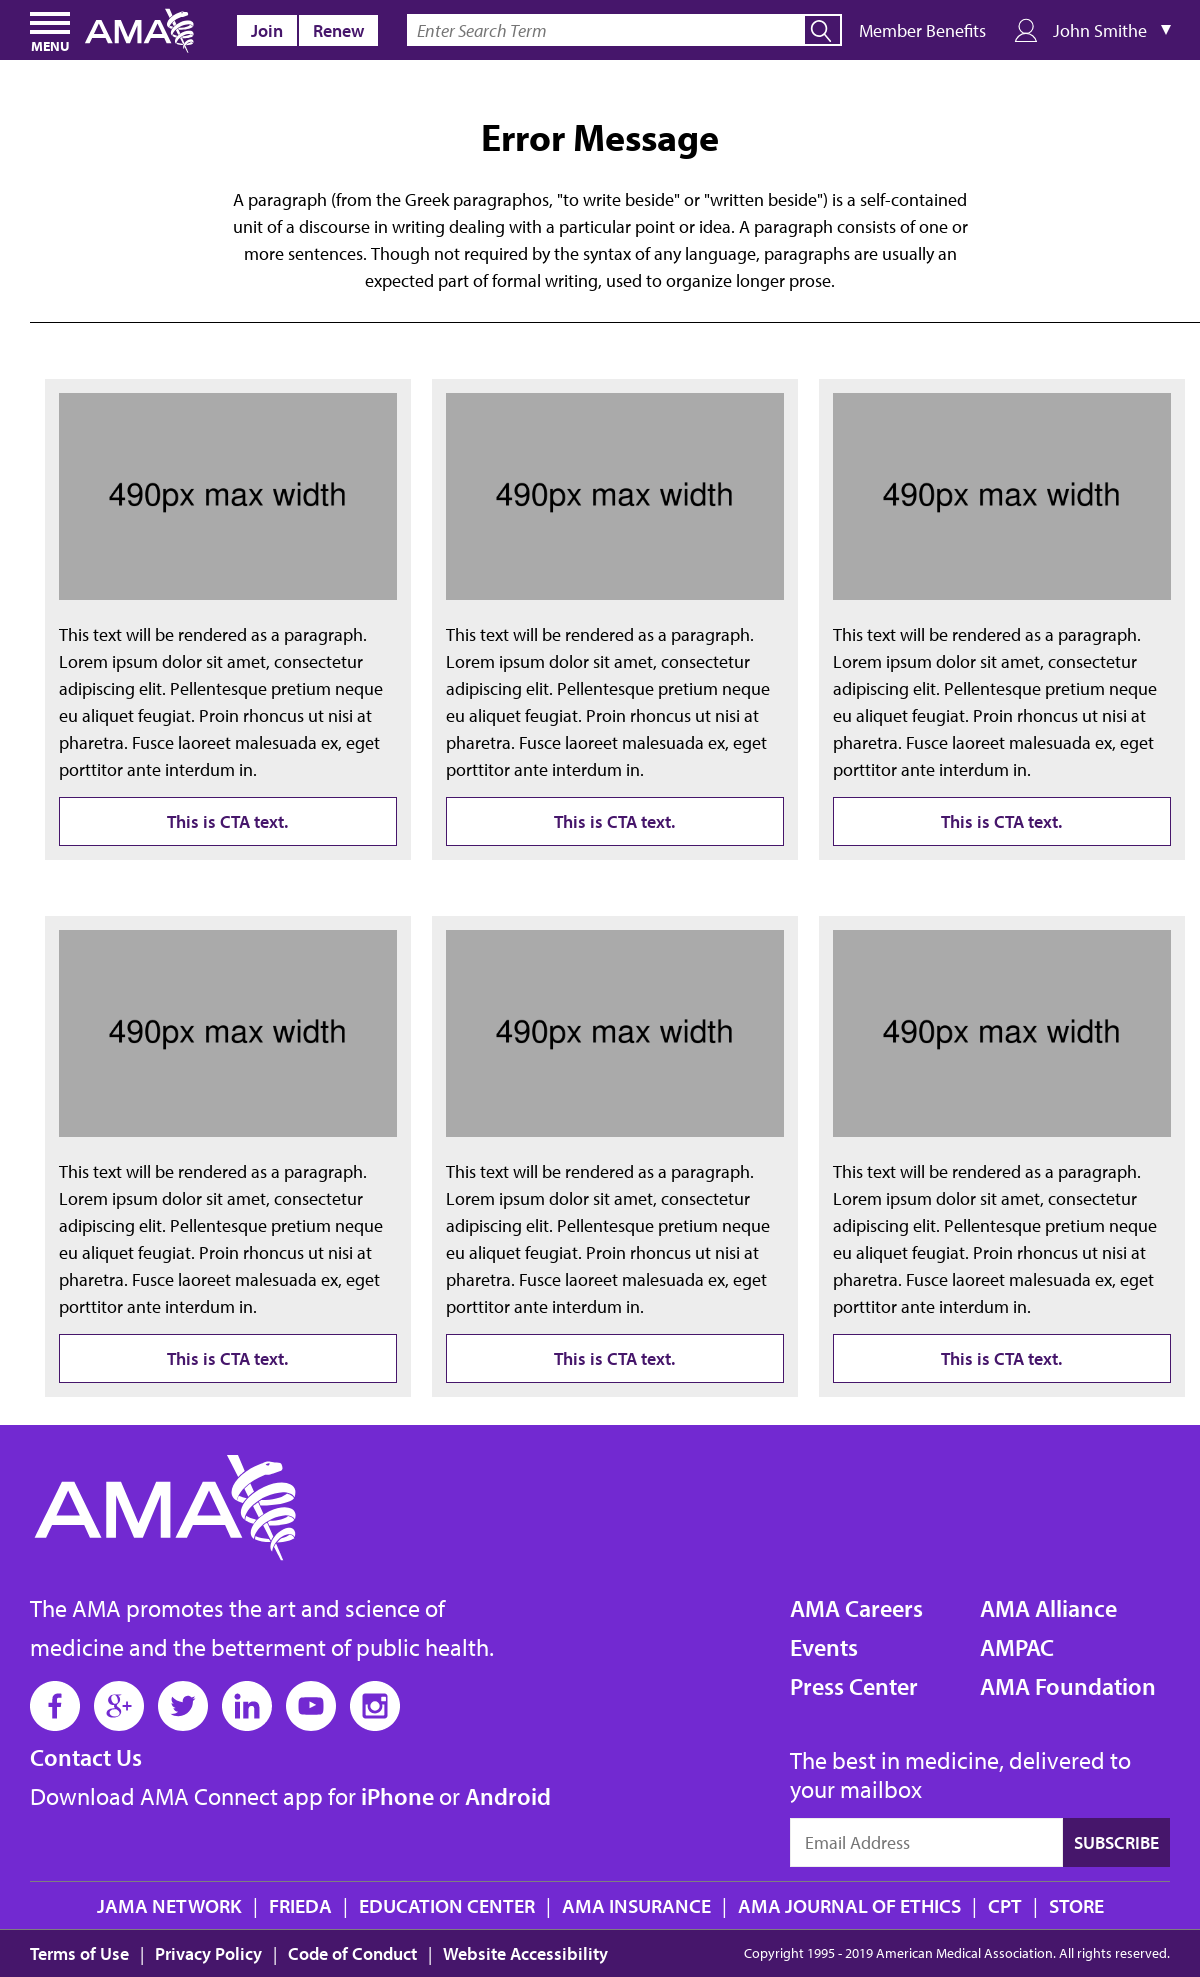 MENU
AMA
Join
Renew
Enter Search Term
Member Benefits
John Smithe
Error Message
A paragraph (from the Greek paragraphos, "to write beside" or "written beside") is a self-contained
unit of a discourse in writing dealing with a particular point or idea. A paragraph consists of one or
more sentences. Though not required by the syntax of any language, paragraphs are usually an
expected part of formal writing, used to organize longer prose.
490px max width
This text will be rendered as a paragraph.
Lorem ipsum dolor sit amet, consectetur
adipiscing elit. Pellentesque pretium neque
eu aliquet feugiat. Proin rhoncus ut nisi at
pharetra. Fusce laoreet malesuada ex, eget
porttitor ante interdum in.
This is CTA text.
490px max width
This text will be rendered as a paragraph.
Lorem ipsum dolor sit amet, consectetur
adipiscing elit. Pellentesque pretium neque
eu aliquet feugiat. Proin rhoncus ut nisi at
pharetra. Fusce laoreet malesuada ex, eget
porttitor ante interdum in.
This is CTA text.
490px max width
This text will be rendered as a paragraph.
Lorem ipsum dolor sit amet, consectetur
adipiscing elit. Pellentesque pretium neque
eu aliquet feugiat. Proin rhoncus ut nisi at
pharetra. Fusce laoreet malesuada ex, eget
porttitor ante interdum in.
This is CTA text.
490px max width
This text will be rendered as a paragraph.
Lorem ipsum dolor sit amet, consectetur
adipiscing elit. Pellentesque pretium neque
eu aliquet feugiat. Proin rhoncus ut nisi at
pharetra. Fusce laoreet malesuada ex, eget
porttitor ante interdum in.
This is CTA text.
490px max width
This text will be rendered as a paragraph.
Lorem ipsum dolor sit amet, consectetur
adipiscing elit. Pellentesque pretium neque
eu aliquet feugiat. Proin rhoncus ut nisi at
pharetra. Fusce laoreet malesuada ex, eget
porttitor ante interdum in.
This is CTA text.
490px max width
This text will be rendered as a paragraph.
Lorem ipsum dolor sit amet, consectetur
adipiscing elit. Pellentesque pretium neque
eu aliquet feugiat. Proin rhoncus ut nisi at
pharetra. Fusce laoreet malesuada ex, eget
porttitor ante interdum in.
This is CTA text.
AMA
The AMA promotes the art and science of
medicine and the betterment of public health.
f g+ in
Contact Us
Download AMA Connect app for iPhone or Android
AMA Careers
Events
Press Center
AMA Alliance
AMPAC
AMA Foundation
The best in medicine, delivered to
your mailbox
Email Address
SUBSCRIBE
JAMA NETWORK | FRIEDA | EDUCATION CENTER | AMA INSURANCE | AMA JOURNAL OF ETHICS | CPT | STORE
Terms of Use | Privacy Policy | Code of Conduct | Website Accessibility
Copyright 1995 - 2019 American Medical Association. All rights reserved.